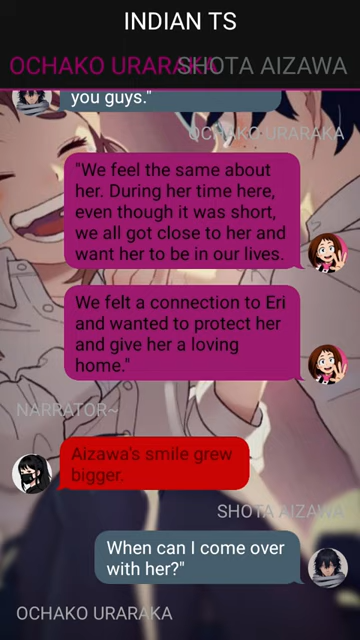 INDIAN TS
OCHAKO URARAKA SHOTA AIZAWA
you guys."
OCHAKO URARAKA
"We feel the same about
her. During her time here,
even though it was short,
we all got close to her and
want her to be in our lives.
We felt a connection to Eri
and wanted to protect her
and give her a loving
home."
NARRATOR~
Aizawa's smile grew
bigger.
SHOTA AIZAWA
When can I come over
with her?"
OCHAKO URARAKA